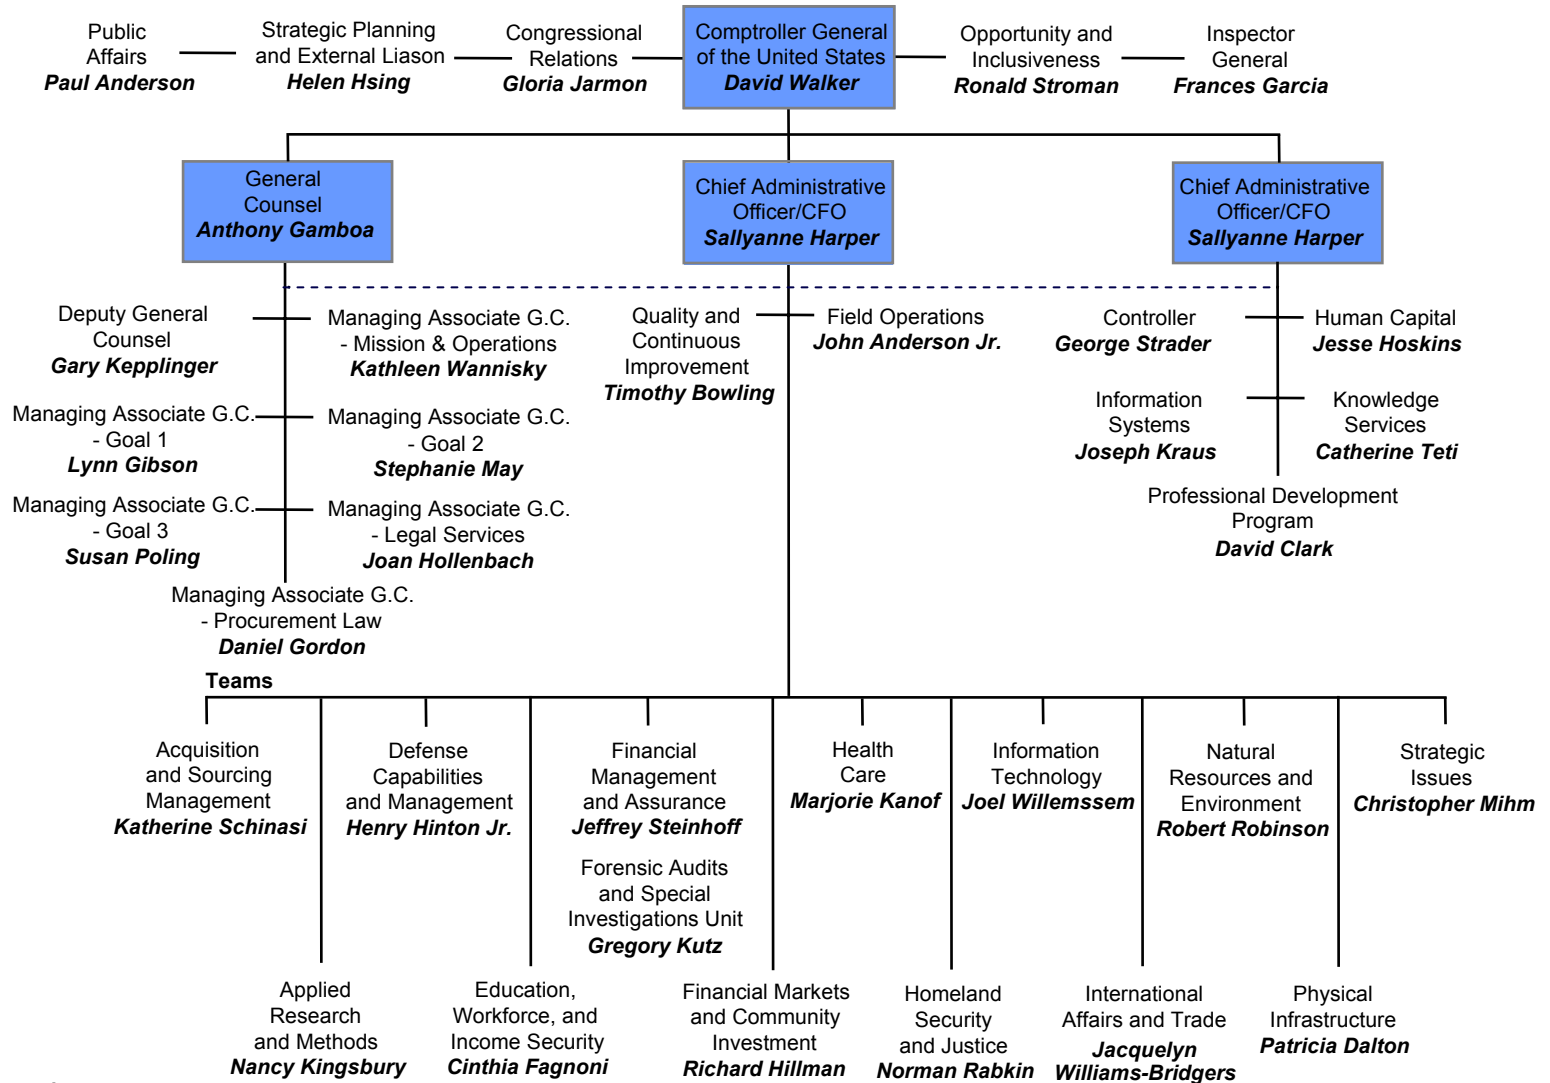 Public
Affairs
Paul Anderson
Strategic Planning
and External Liason
Helen Hsing
Congressional
Relations
Gloria Jarmon
Comptroller General
of the United States
David Walker
Opportunity and
Inclusiveness
Ronald Stroman
Inspector
General
Frances Garcia
General
Counsel
Anthony Gamboa
Chief Administrative
Officer/CFO
Sallyanne Harper
Chief Administrative
Officer/CFO
Sallyanne Harper
Deputy General
Counsel
Gary Kepplinger
Managing Associate G.C.
- Mission & Operations
Kathleen Wannisky
Managing Associate G.C.
- Goal 1
Lynn Gibson
Managing Associate G.C.
- Goal 2
Stephanie May
Managing Associate G.C.
- Goal 3
Susan Poling
Managing Associate G.C.
- Legal Services
Joan Hollenbach
Managing Associate G.C.
- Procurement Law
Daniel Gordon
Quality and
Continuous
Improvement
Timothy Bowling
Field Operations
John Anderson Jr.
Controller
George Strader
Human Capital
Jesse Hoskins
Information
Systems
Joseph Kraus
Knowledge
Services
Catherine Teti
Professional Development
Program
David Clark
Teams
Acquisition
and Sourcing
Management
Katherine Schinasi
Defense
Capabilities
and Management
Henry Hinton Jr.
Financial
Management
and Assurance
Jeffrey Steinhoff
Forensic Audits
and Special
Investigations Unit
Gregory Kutz
Health
Care
Marjorie Kanof
Information
Technology
Joel Willemssem
Natural
Resources and
Environment
Robert Robinson
Strategic
Issues
Christopher Mihm
Applied
Research
and Methods
Nancy Kingsbury
Education,
Workforce, and
Income Security
Cinthia Fagnoni
Financial Markets
and Community
Investment
Richard Hillman
Homeland
Security
and Justice
Norman Rabkin
International
Affairs and Trade
Jacquelyn
Williams-Bridgers
Physical
Infrastructure
Patricia Dalton